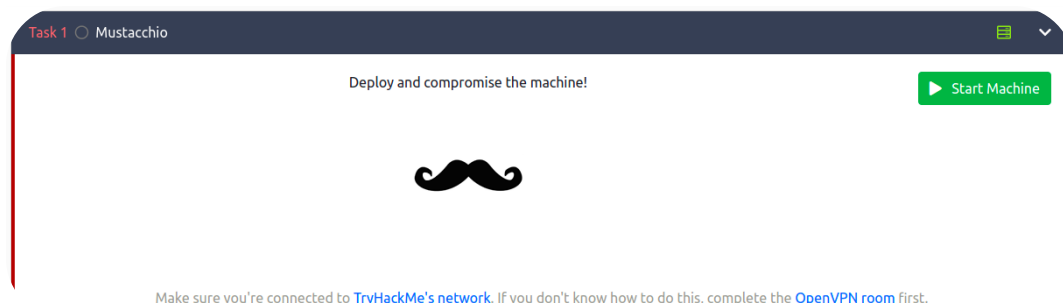 Task 1 Mustacchio
Deploy and compromise the machine!
Start Machine
Make sure you're connected to TryHackMe's network. If you don't know how to do this, complete the OpenVPN room first.